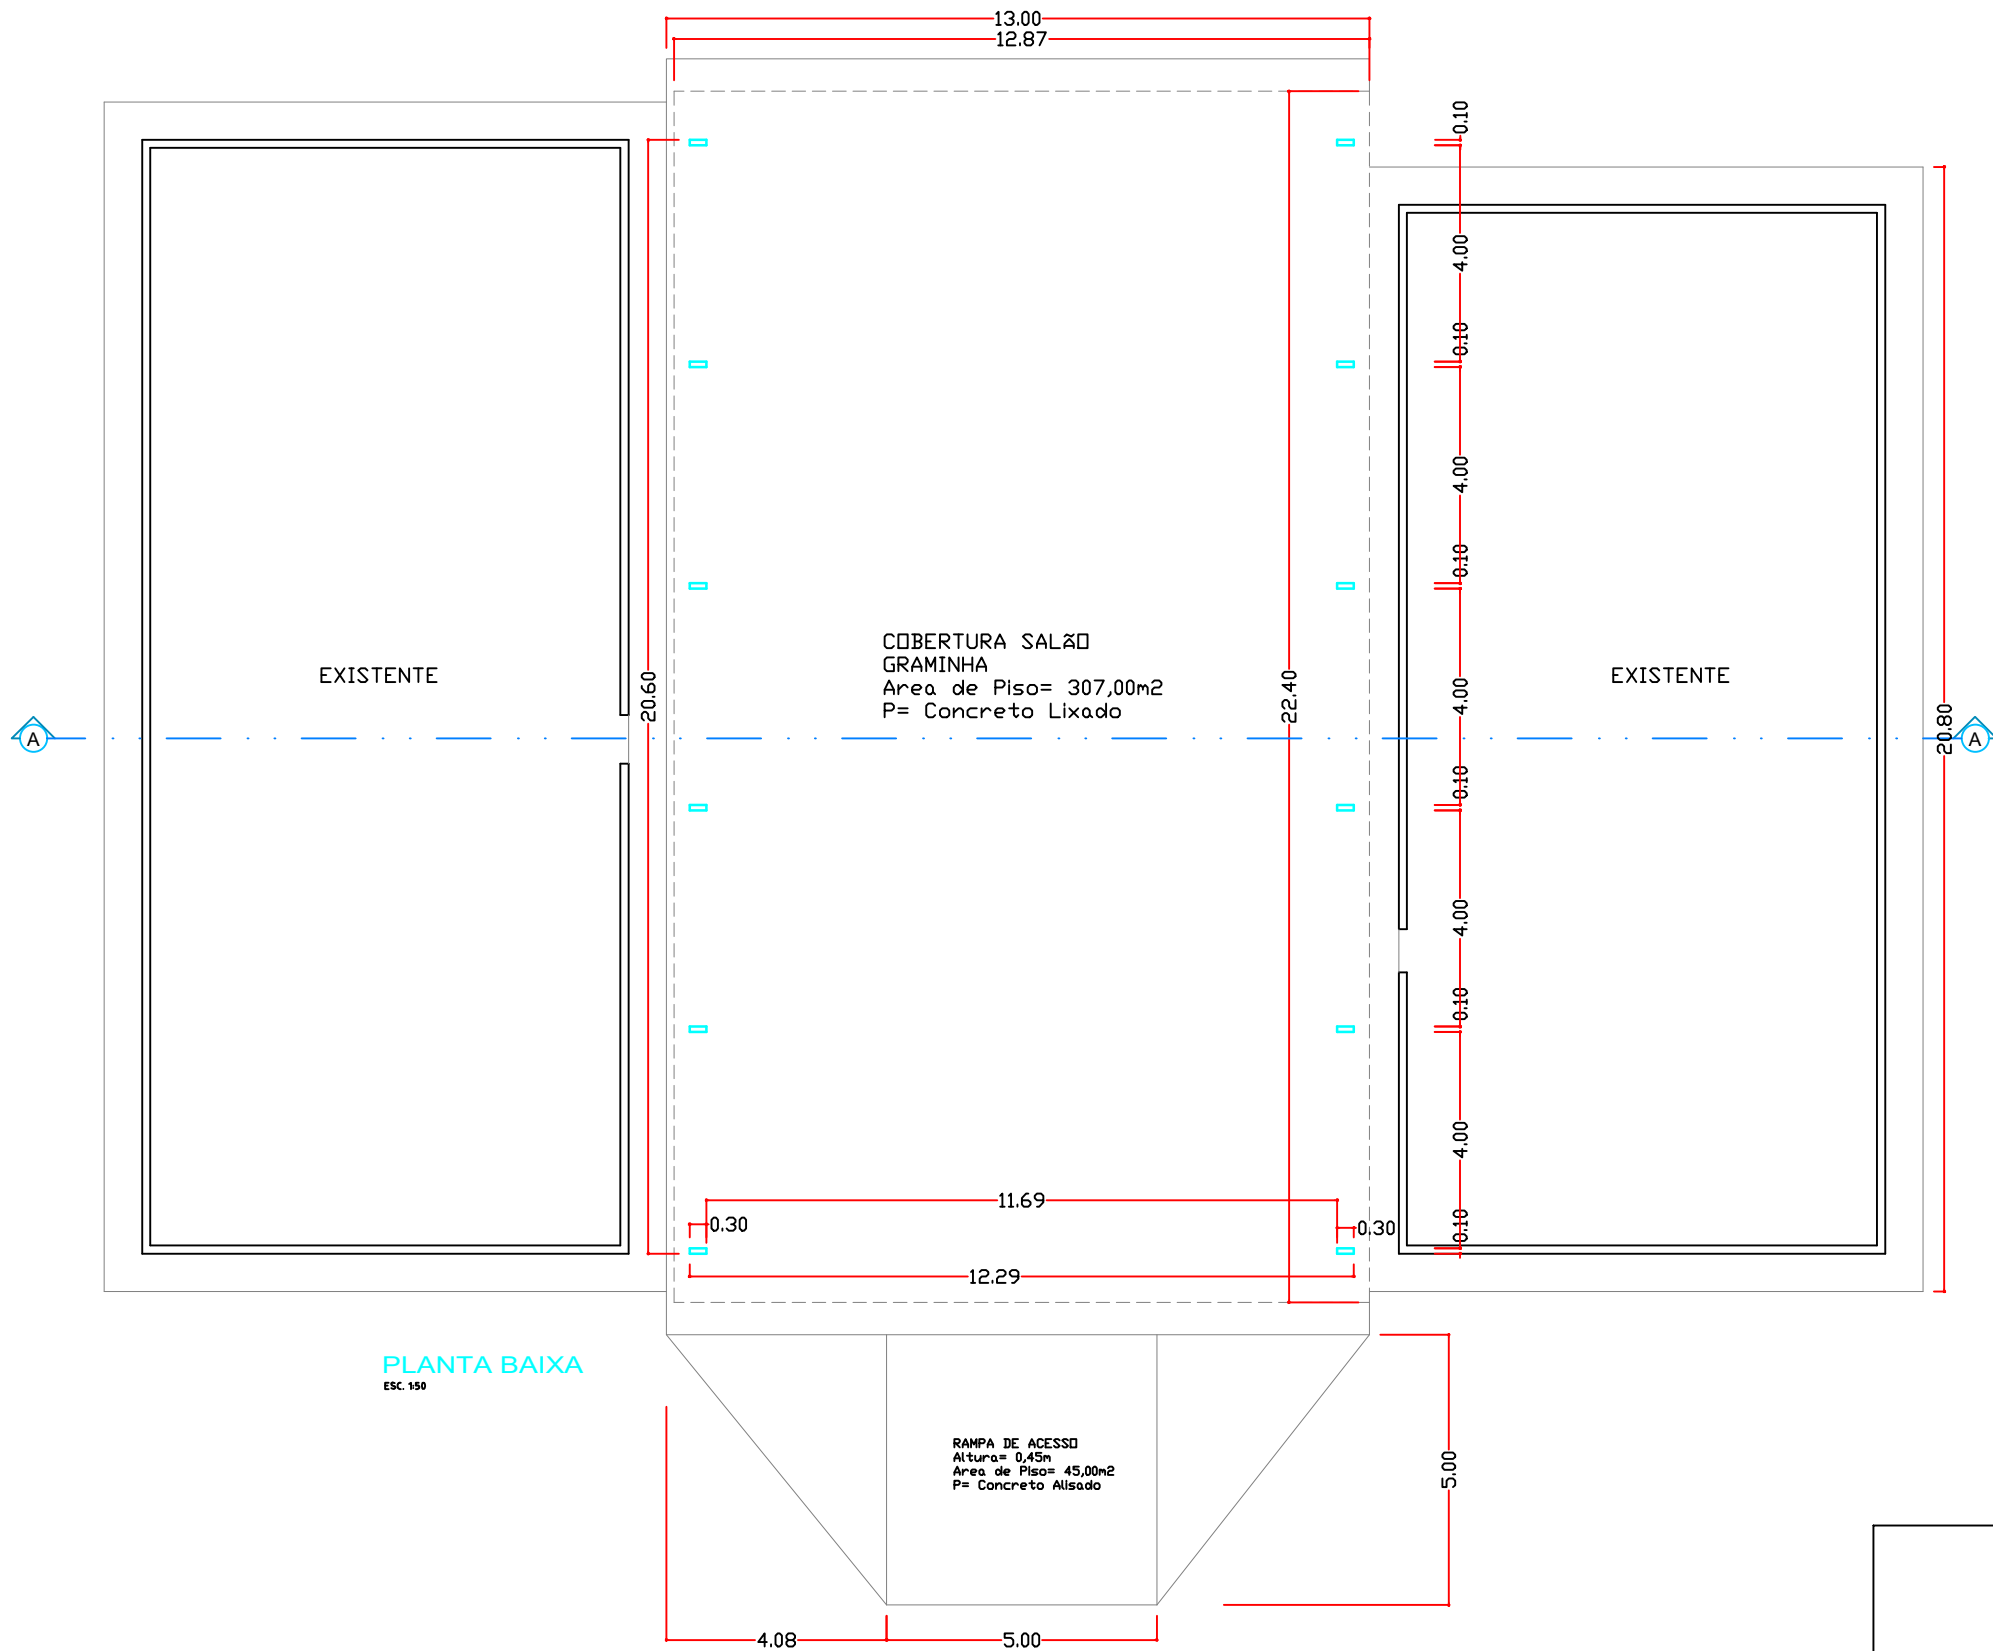 13.00
12.87
0.10
4.00
0.10
4.00
0.10
4.00
0.10
4.00
0.10
4.00
0.10
20.60
22.40
20.80
COBERTURA SALÃO
GRAMINHA
Area de Piso= 307,00m2
P= Concreto Lixado
EXISTENTE
EXISTENTE
A
A
11.69
0.30
0.30
12.29
PLANTA BAIXA
ESC. 1:50
RAMPA DE ACESSO
Altura= 0,45m
Area de Piso= 45,00m2
P= Concreto Alisado
5.00
4.08
5.00